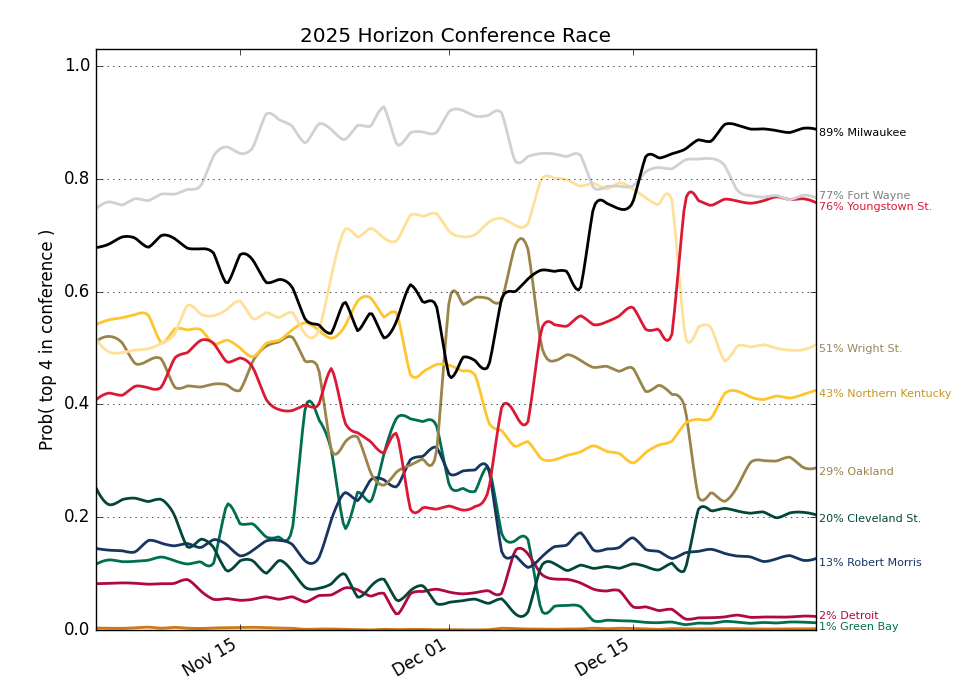 2025 Horizon Conference Race
Prob( top 4 in conference )
1.0
0.8
0.6
0.4
0.2
0.0
Nov 15
Dec 01
Dec 15
89% Milwaukee
77% Fort Wayne
76% Youngstown St.
51% Wright St.
43% Northern Kentucky
29% Oakland
20% Cleveland St.
13% Robert Morris
2% Detroit
1% Green Bay